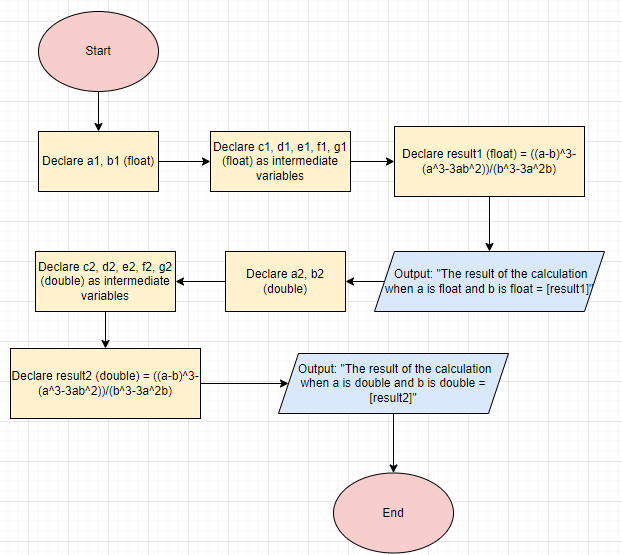 Start
Declare a1, b1 (float)
Declare c1, d1, e1, f1, g1
(float) as intermediate
variables
Declare result1 (float) = ((a-b)^3-
(a^3-3ab^2))/(b^3-3a^2b)
Output: "The result of the calculation
when a is float and b is float = [result1]"
Declare a2, b2
(double)
Declare c2, d2, e2, f2, g2
(double) as intermediate
variables
Declare result2 (double) = ((a-b)^3-
(a^3-3ab^2))/(b^3-3a^2b)
Output: "The result of the calculation
when a is double and b is double =
[result2]"
End